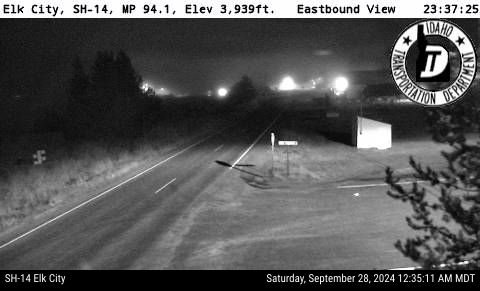 Elk City, SH-14, MP 94.1, Elev 3,939ft. Eastbound View 23:37:25
IDAHO
TRANSPORTATION DEPARTMENT
SH-14 Elk City Saturday, September 28, 2024 12:35:11 AM MDT